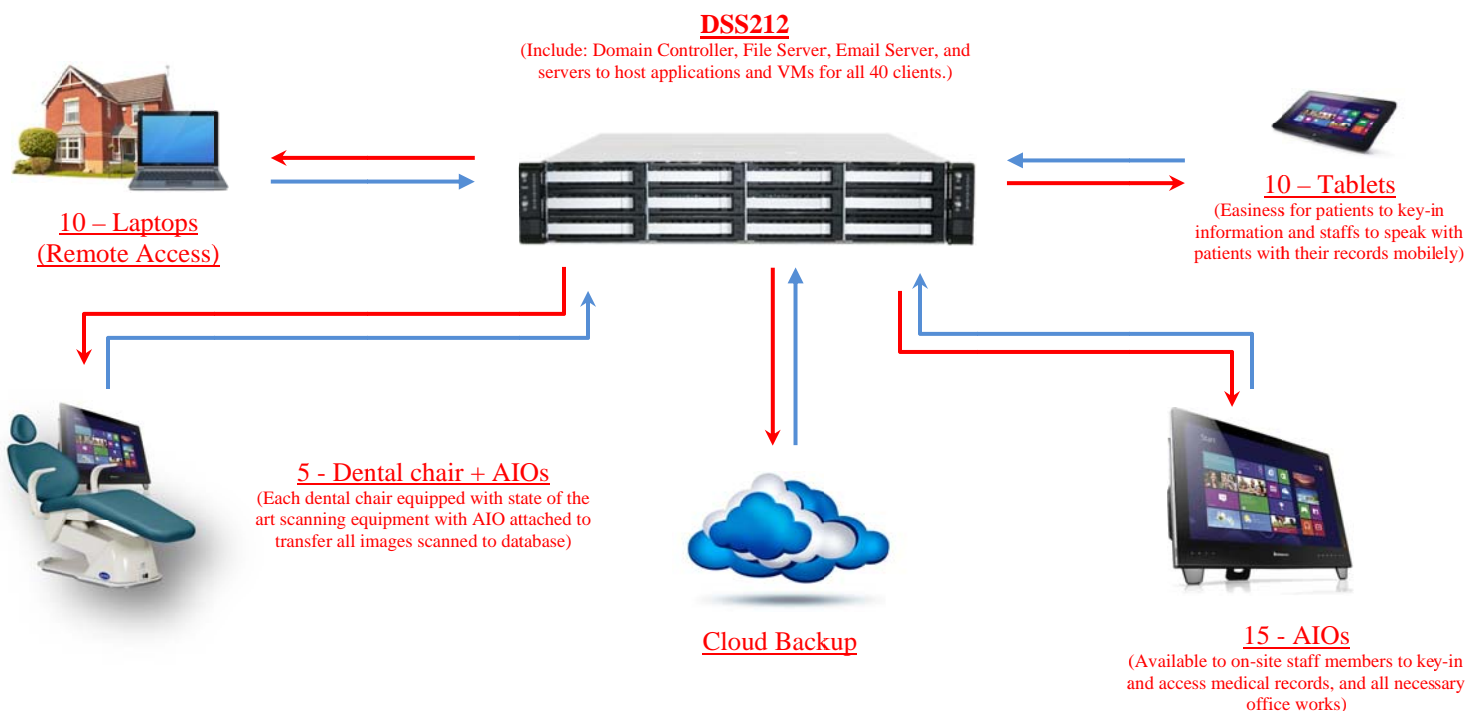 DSS212
(Include: Domain Controller, File Server, Email Server, and
servers to host applications and VMs for all 40 clients.)
10 – Laptops
(Remote Access)
10 – Tablets
(Easiness for patients to key-in
information and staffs to speak with
patients with their records mobilely)
5 - Dental chair + AIOs
(Each dental chair equipped with state of the
art scanning equipment with AIO attached to
transfer all images scanned to database)
Cloud Backup
Start
15 - AIOs
(Available to on-site staff members to key-in
and access medical records, and all necessary
office works)